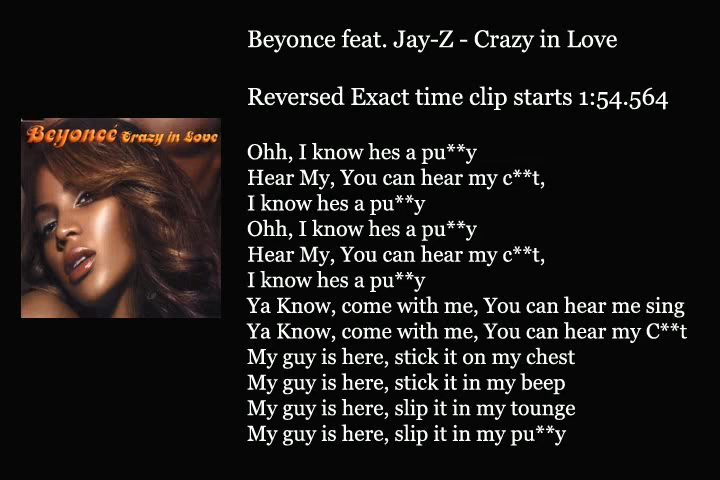 Beyonce feat. Jay-Z - Crazy in Love
Reversed Exact time clip starts 1:54.564
Beyoncé Crazy in Love
Ohh, I know hes a pu**y
Hear My, You can hear my c**t,
I know hes a pu**y
Ohh, I know hes a pu**y
Hear My, You can hear my c**t,
I know hes a pu**y
Ya Know, come with me, You can hear me sing
Ya Know, come with me, You can hear my C**t
My guy is here, stick it on my chest
My guy is here, stick it in my beep
My guy is here, slip it in my tounge
My guy is here, slip it in my pu**y